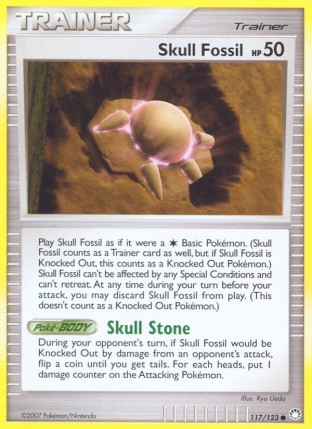 TRAINER
Trainer
Skull Fossil HP 50
Play Skull Fossil as if it were a Basic Pokémon. (Skull
Fossil counts as a Trainer card as well, but if Skull Fossil is
Knocked Out, this counts as a Knocked Out Pokémon.)
Skull Fossil can't be affected by any Special Conditions and
can't retreat. At any time during your turn before your
attack, you may discard Skull Fossil from play. (This
doesn't count as a Knocked Out Pokémon.)
Poké-BODY Skull Stone
During your opponent's turn, if Skull Fossil would be
Knocked Out by damage from an opponent's attack,
flip a coin until you get tails. For each heads, put 1
damage counter on the Attacking Pokémon.
Illus. Ryo Ueda
©2007 Pokémon/Nintendo
117/123